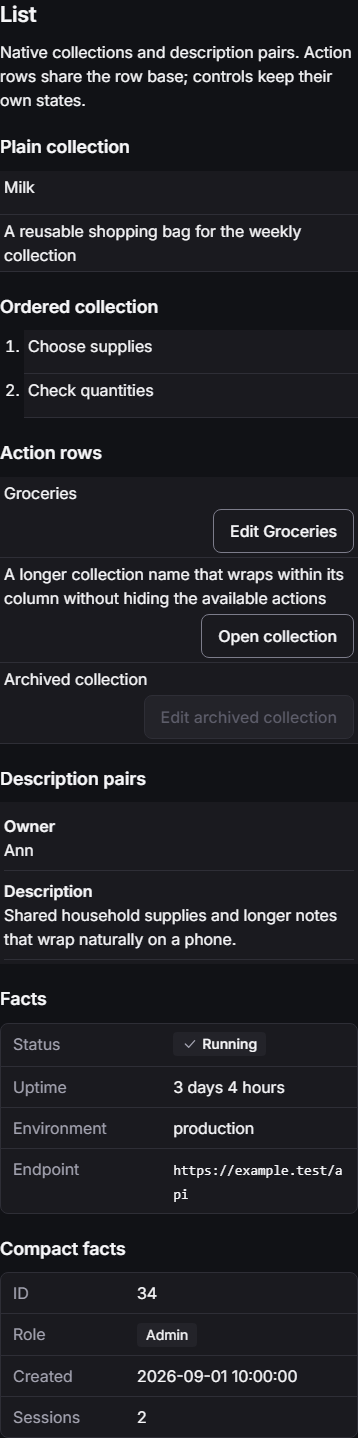 List
Native collections and description pairs. Action
rows share the row base; controls keep their
own states.
Plain collection
Milk
A reusable shopping bag for the weekly
collection
Ordered collection
1. Choose supplies
2. Check quantities
Action rows
Groceries
Edit Groceries
A longer collection name that wraps within its
column without hiding the available actions
Open collection
Archived collection
Edit archived collection
Description pairs
Owner
Ann
Description
Shared household supplies and longer notes
that wrap naturally on a phone.
Facts
Status Running
Uptime 3 days 4 hours
Environment production
Endpoint https://example.test/a
pi
Compact facts
ID 34
Role Admin
Created 2026-09-01 10:00:00
Sessions 2